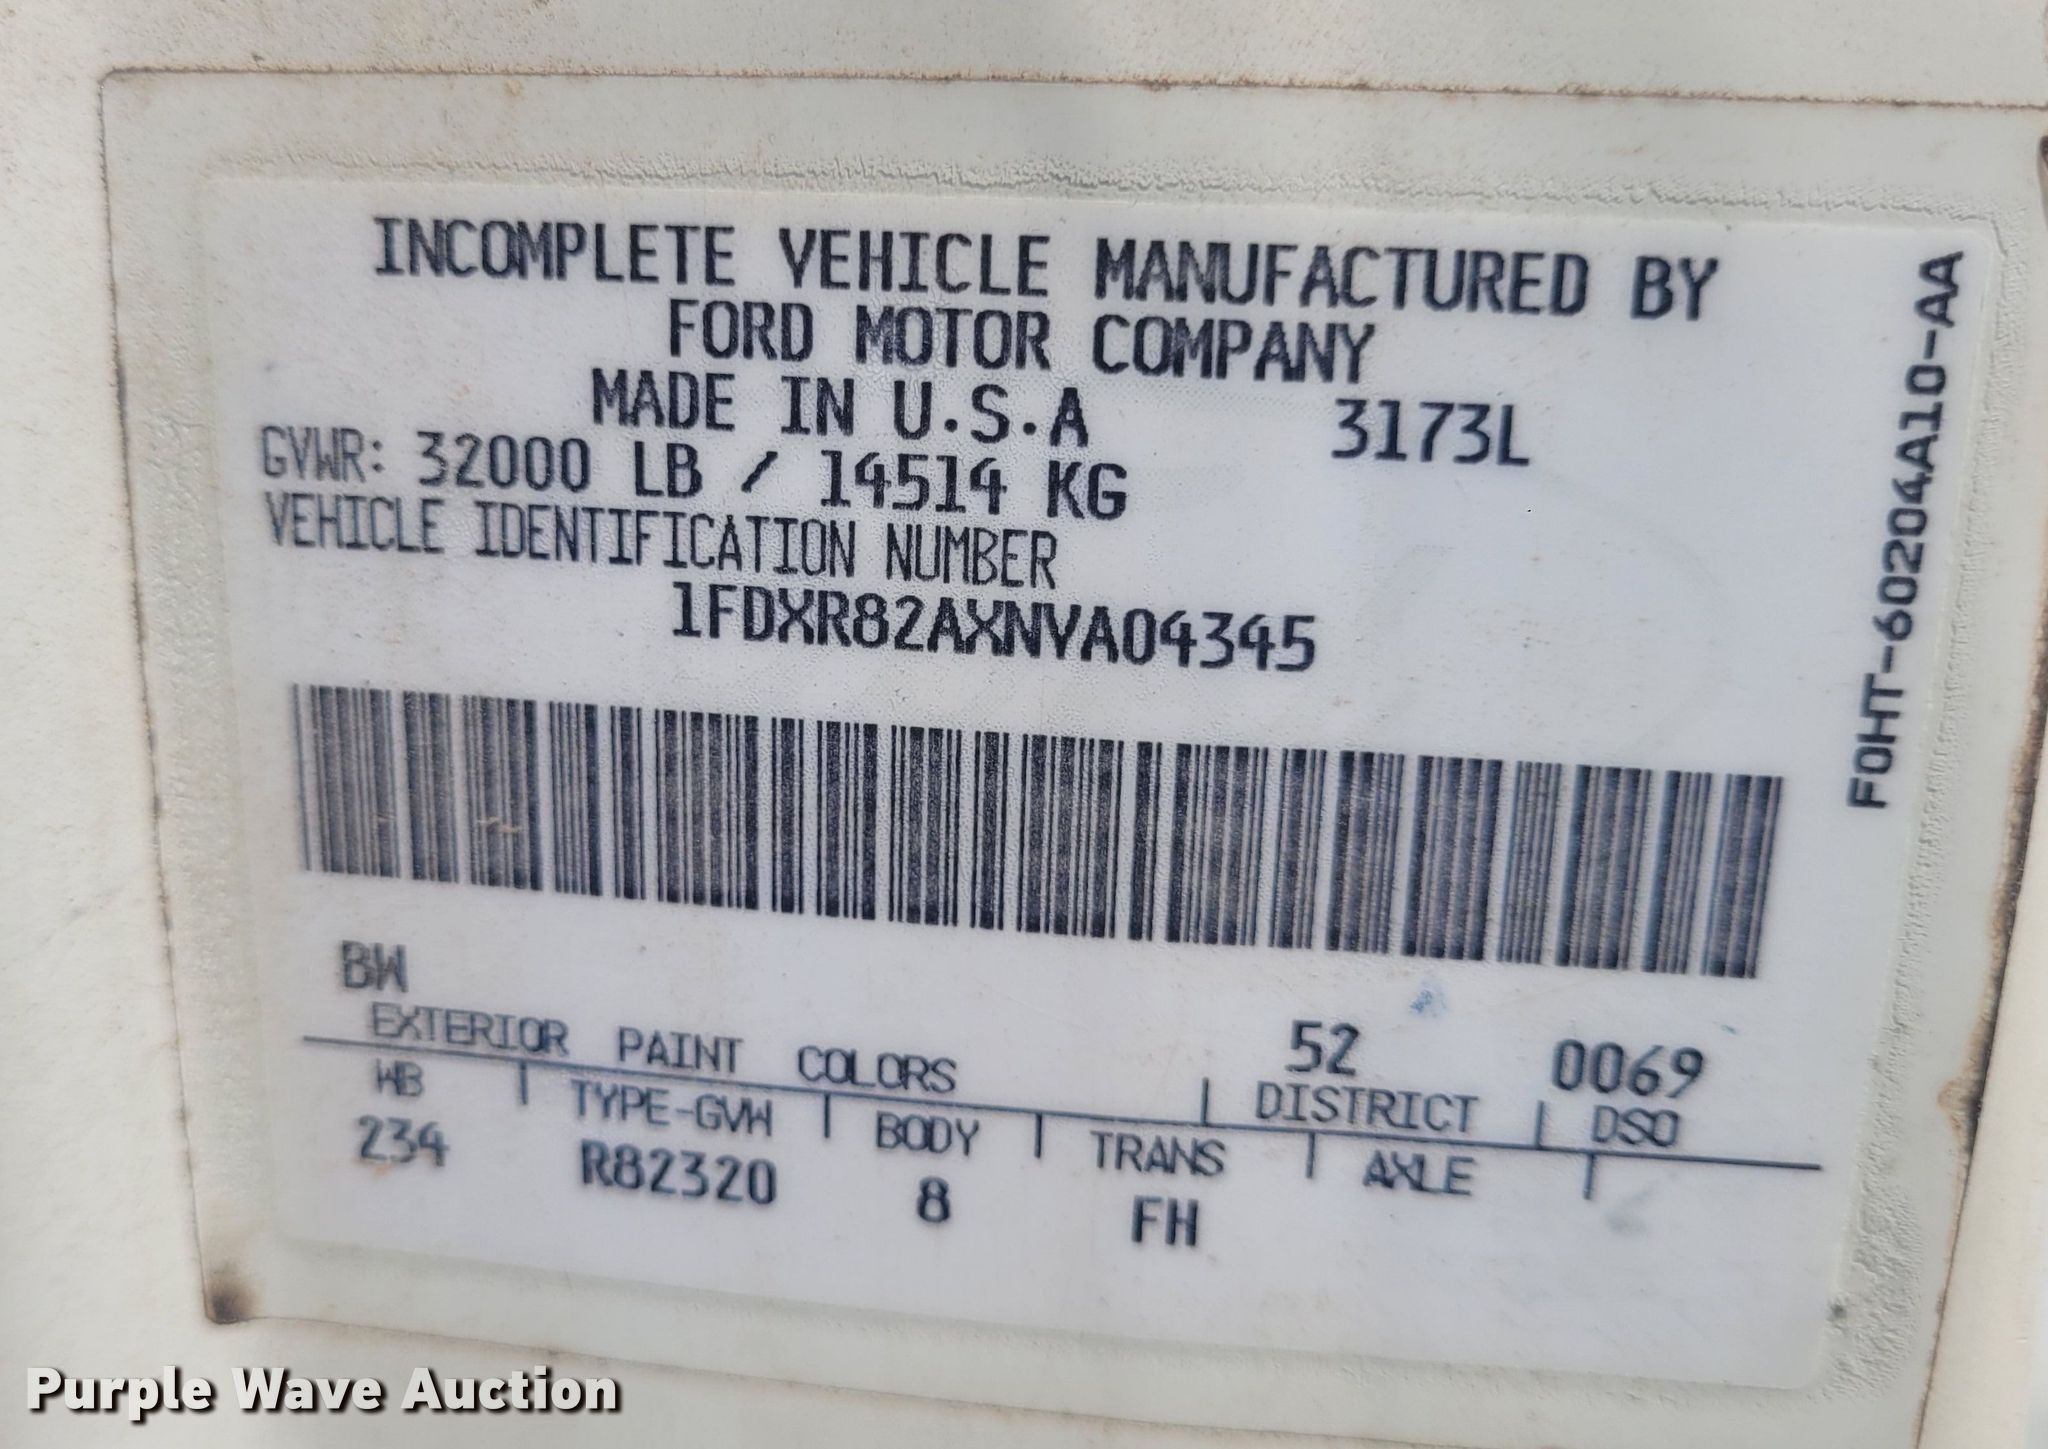 INCOMPLETE VEHICLE MANUFACTURED BY
FORD MOTOR COMPANY
MADE IN U.S.A 3173L
GVWR: 32000 LB / 14514 KG
VEHICLE IDENTIFICATION NUMBER
1FDXR82AXNVA04345
F0HT-60204A10-AA
BW 52 0069
EXTERIOR PAINT COLORS DISTRICT DSO
WB TYPE-GVW BODY TRANS AXLE
234 R82320 8 FH
Purple Wave Auction